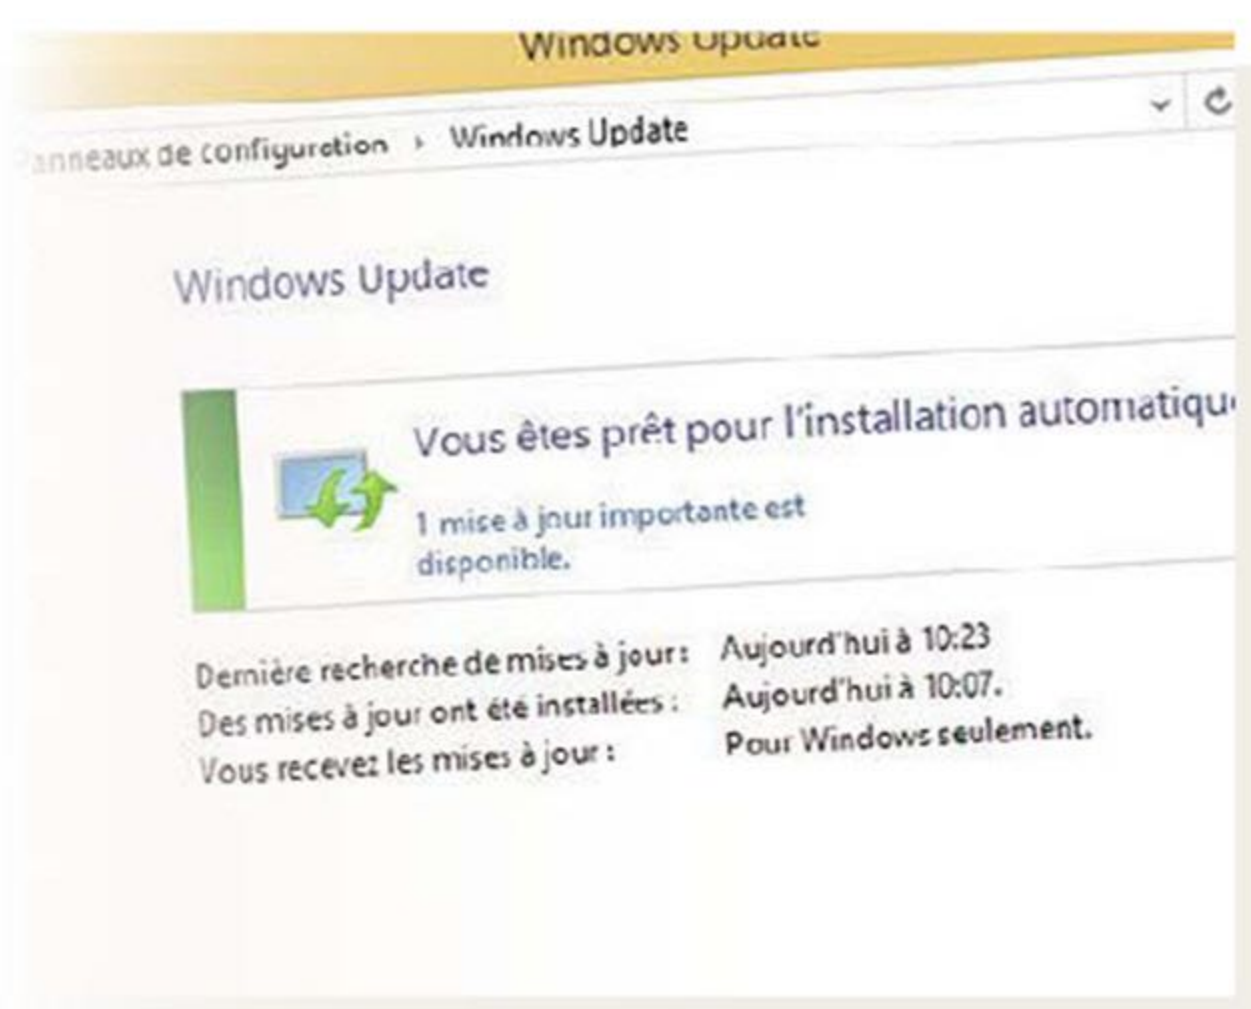 Windows Update
Panneaux de configuration › Windows Update
Windows Update
Vous êtes prêt pour l'installation automatiqu
1 mise à jour importante est
disponible.
Dernière recherche de mises à jour : Aujourd'hui à 10:23
Des mises à jour ont été installées : Aujourd'hui à 10:07.
Vous recevez les mises à jour : Pour Windows seulement.